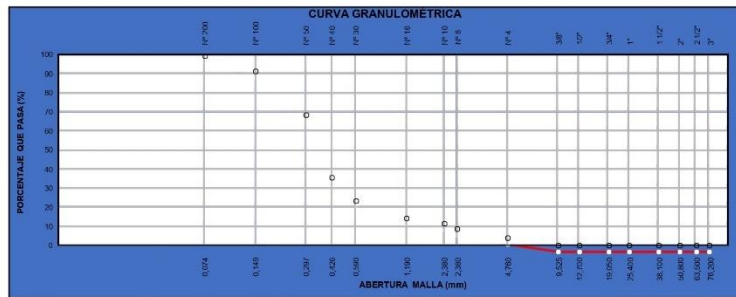 CURVA GRANULOMÉTRICA
Nº 200 Nº 100 Nº 50 Nº 40 Nº 30 Nº 16 Nº 10 Nº 8 Nº 4 3/8" 1/2" 3/4" 1" 1 1/2" 2" 2 1/2" 3"
PORCENTAJE QUE PASA (%)
100
90
80
70
60
50
40
30
20
10
0
0,074 0,149 0,297 0,426 0,590 1,190 2,380 4,760 9,525 12,700 19,050 25,400 38,100 50,800 63,500 76,200
ABERTURA MALLA (mm)